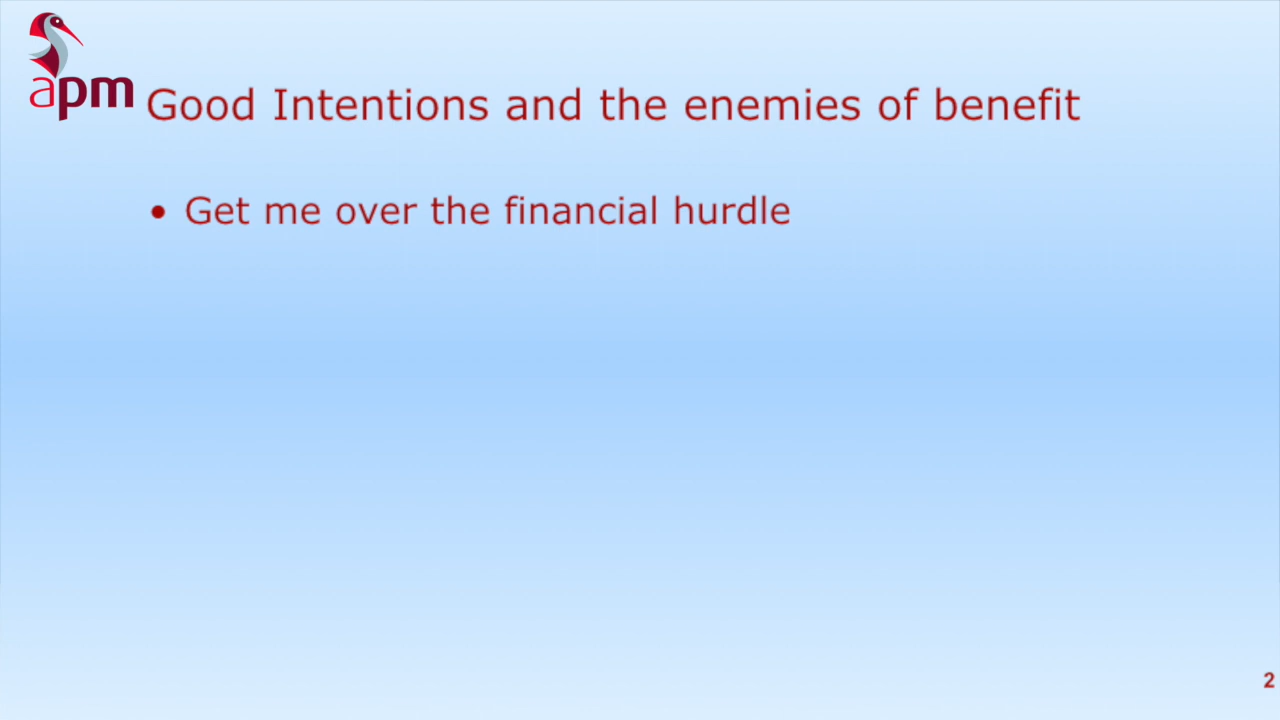 apm
Good Intentions and the enemies of benefit
• Get me over the financial hurdle
2